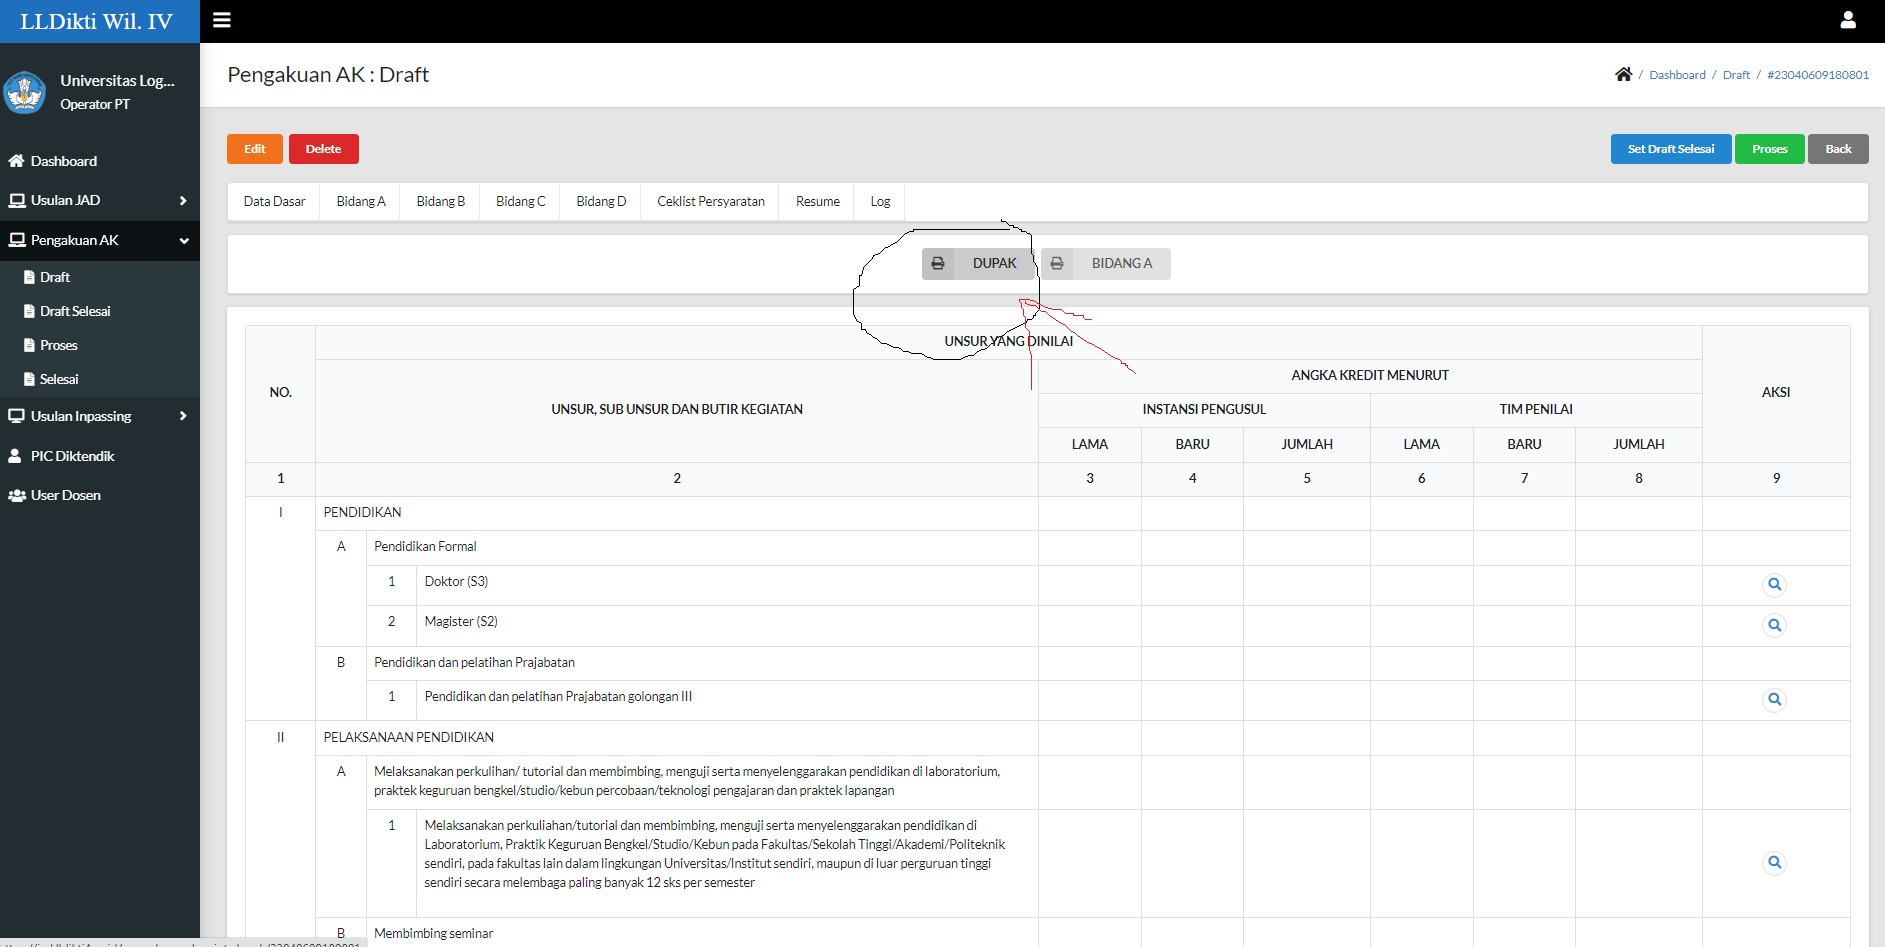 LLDikti Wil. IV
Universitas Log...
Operator PT
Dashboard
Usulan JAD
Pengakuan AK
Draft
Draft Selesai
Proses
Selesai
Usulan Inpassing
PIC Diktendik
User Dosen
Pengakuan AK : Draft
/ Dashboard / Draft / #23040609180801
Edit Delete
Set Draft Selesai Proses Back
Data Dasar Bidang A Bidang B Bidang C Bidang D Ceklist Persyaratan Resume Log
DUPAK BIDANG A
NO. UNSUR YANG DINILAI AKSI
UNSUR, SUB UNSUR DAN BUTIR KEGIATAN ANGKA KREDIT MENURUT
INSTANSI PENGUSUL TIM PENILAI
LAMA BARU JUMLAH LAMA BARU JUMLAH
1 2 3 4 5 6 7 8 9
I PENDIDIKAN
A Pendidikan Formal
1 Doktor (S3)
2 Magister (S2)
B Pendidikan dan pelatihan Prajabatan
1 Pendidikan dan pelatihan Prajabatan golongan III
II PELAKSANAAN PENDIDIKAN
A Melaksanakan perkulihan/ tutorial dan membimbing, menguji serta menyelenggarakan pendidikan di laboratorium,
praktek keguruan bengkel/studio/kebun percobaan/teknologi pengajaran dan praktek lapangan
1 Melaksanakan perkuliahan/tutorial dan membimbing, menguji serta menyelenggarakan pendidikan di
Laboratorium, Praktik Keguruan Bengkel/Studio/Kebun pada Fakultas/Sekolah Tinggi/Akademi/Politeknik
sendiri, pada fakultas lain dalam lingkungan Universitas/Institut sendiri, maupun di luar perguruan tinggi
sendiri secara melembaga paling banyak 12 sks per semester
B Membimbing seminar